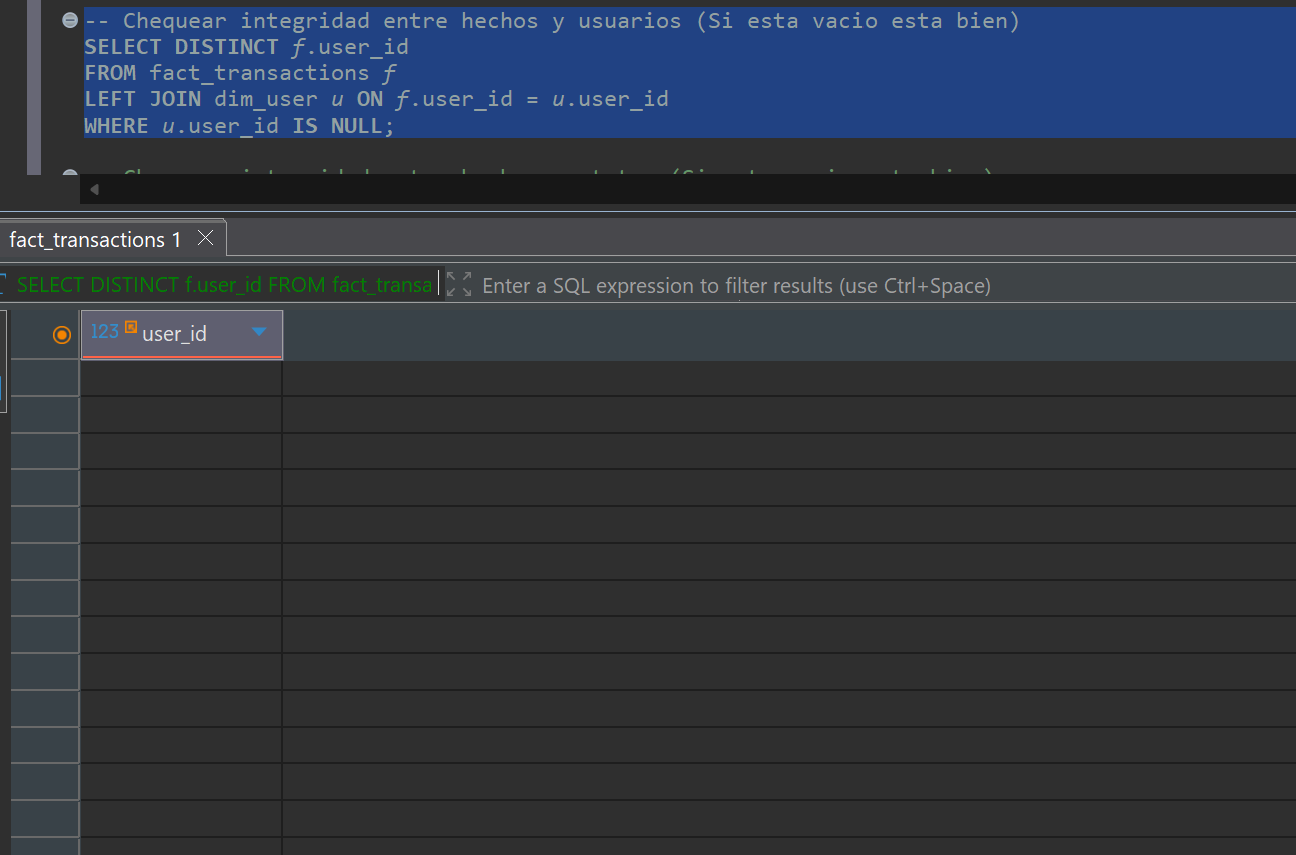 -- Chequear integridad entre hechos y usuarios (Si esta vacio esta bien)
SELECT DISTINCT f.user_id
FROM fact_transactions f
LEFT JOIN dim_user u ON f.user_id = u.user_id
WHERE u.user_id IS NULL;
fact_transactions 1
SELECT DISTINCT f.user_id FROM fact_transa
Enter a SQL expression to filter results (use Ctrl+Space)
123 user_id